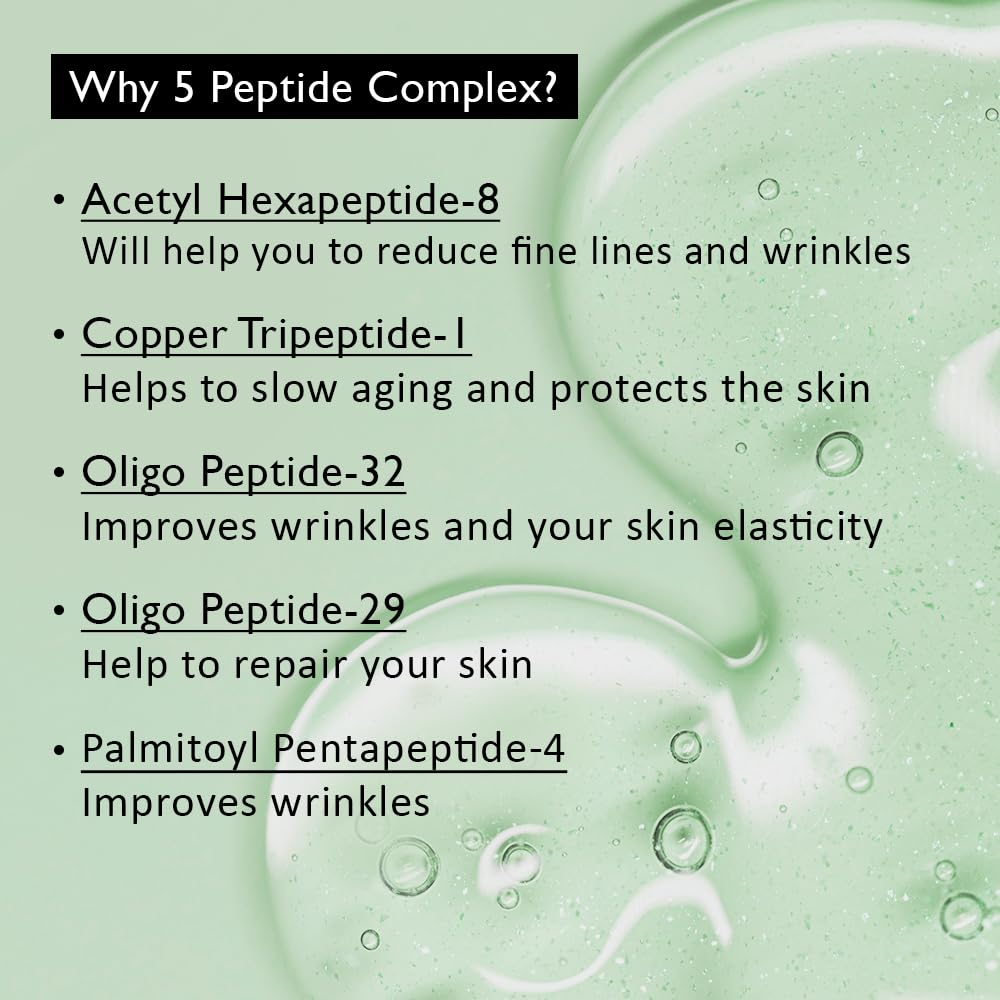 Why 5 Peptide Complex?
• Acetyl Hexapeptide-8
Will help you to reduce fine lines and wrinkles
• Copper Tripeptide-1
Helps to slow aging and protects the skin
• Oligo Peptide-32
Improves wrinkles and your skin elasticity
• Oligo Peptide-29
Help to repair your skin
• Palmitoyl Pentapeptide-4
Improves wrinkles